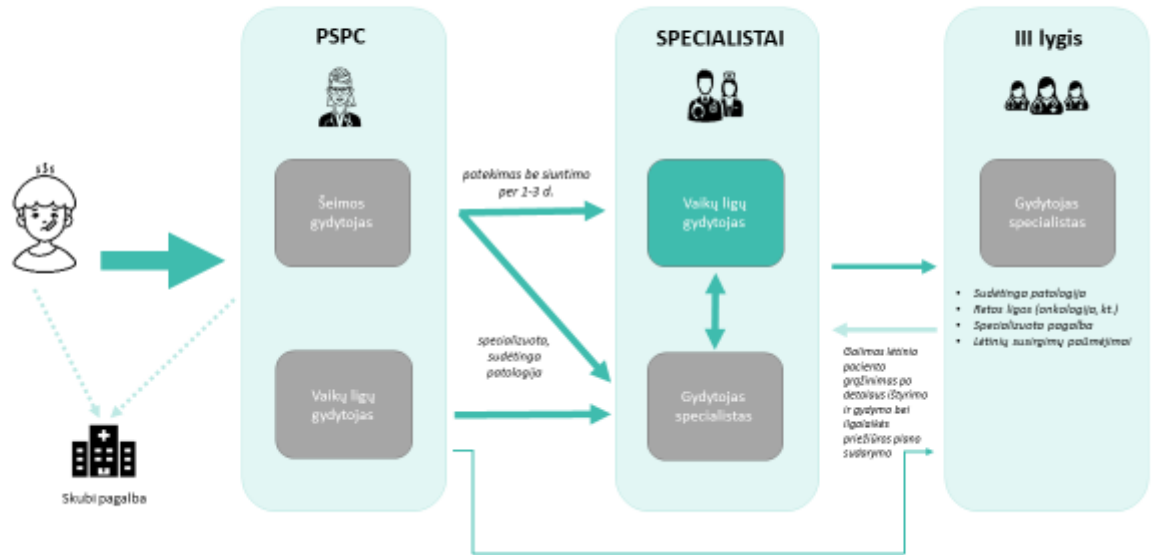 PSPC
Šeimos
gydytojas
Vaikų ligų
gydytojas
patekimas be siuntimo
per 1-3 d.
specializuota,
sudėtinga
patologija
SPECIALISTAI
Vaikų ligų
gydytojas
Gydytojas
specialistas
III lygis
Gydytojas
specialistas
• Sudėtinga patologija
• Retos ligos (onkologija, kt.)
• Specializuota pagalba
• Lėtinių susirgimų paūmėjimai
Galimas lėtinio
paciento
grąžinimas po
detalaus ištyrimo
ir gydymo bei
ilgalaikės
priežiūros plano
sudarymo
Skubi pagalba